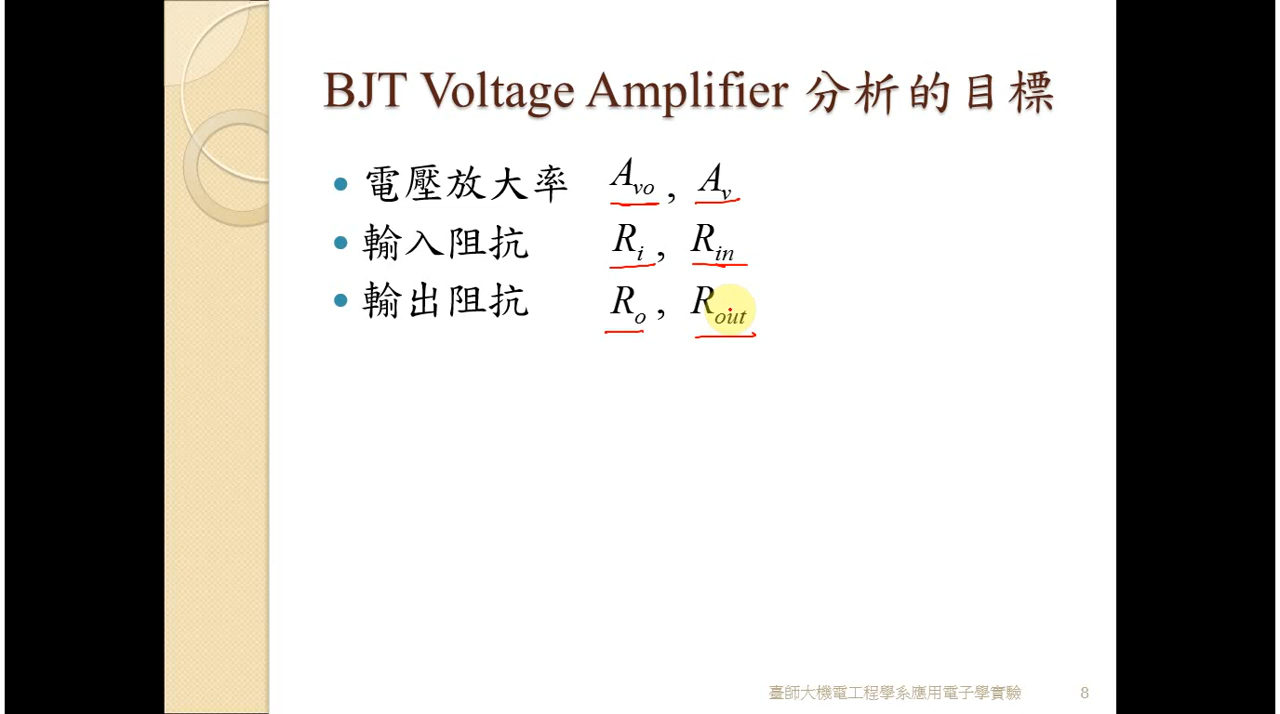 BJT Voltage Amplifier 分析的目標
• 電壓放大率 Avo , Av
• 輸入阻抗 Ri , Rin
• 輸出阻抗 Ro , Rout
臺師大機電工程學系應用電子學實驗 8